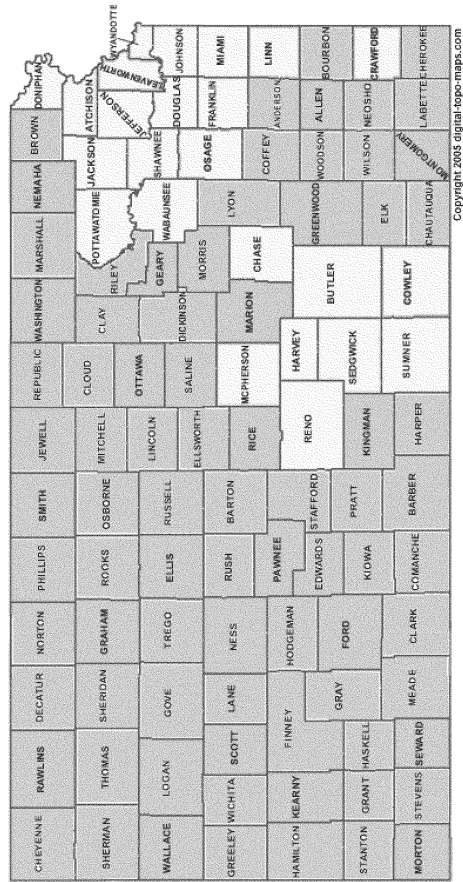 CHEYENNE
RAWLINS
DECATUR
NORTON
PHILLIPS
SMITH
JEWELL
REPUBLIC
WASHINGTON
MARSHALL
NEMAHA
BROWN
DONIPHAN
SHERMAN
THOMAS
SHERIDAN
GRAHAM
ROOKS
OSBORNE
MITCHELL
CLOUD
CLAY
RILEY
POTTAWATOMIE
JACKSON
ATCHISON
JEFFERSON
LEAVENWORTH
WYANDOTTE
WALLACE
LOGAN
GOVE
TREGO
ELLIS
RUSSELL
LINCOLN
OTTAWA
DICKINSON
GEARY
WABAUNSEE
SHAWNEE
DOUGLAS
JOHNSON
ELLSWORTH
SALINE
MORRIS
OSAGE
FRANKLIN
MIAMI
GREELEY
WICHITA
SCOTT
LANE
NESS
RUSH
BARTON
RICE
MCPHERSON
MARION
CHASE
LYON
COFFEY
ANDERSON
LINN
HAMILTON
KEARNY
FINNEY
HODGEMAN
PAWNEE
EDWARDS
STAFFORD
RENO
HARVEY
BUTLER
GREENWOOD
WOODSON
ALLEN
BOURBON
STANTON
GRANT
HASKELL
GRAY
FORD
KIOWA
PRATT
KINGMAN
SEDGWICK
ELK
WILSON
NEOSHO
CRAWFORD
MORTON
STEVENS
SEWARD
MEADE
CLARK
COMANCHE
BARBER
HARPER
SUMNER
COWLEY
CHAUTAUQUA
MONTGOMERY
LABETTE
CHEROKEE
Copyright 2005 digital-topo-maps.com